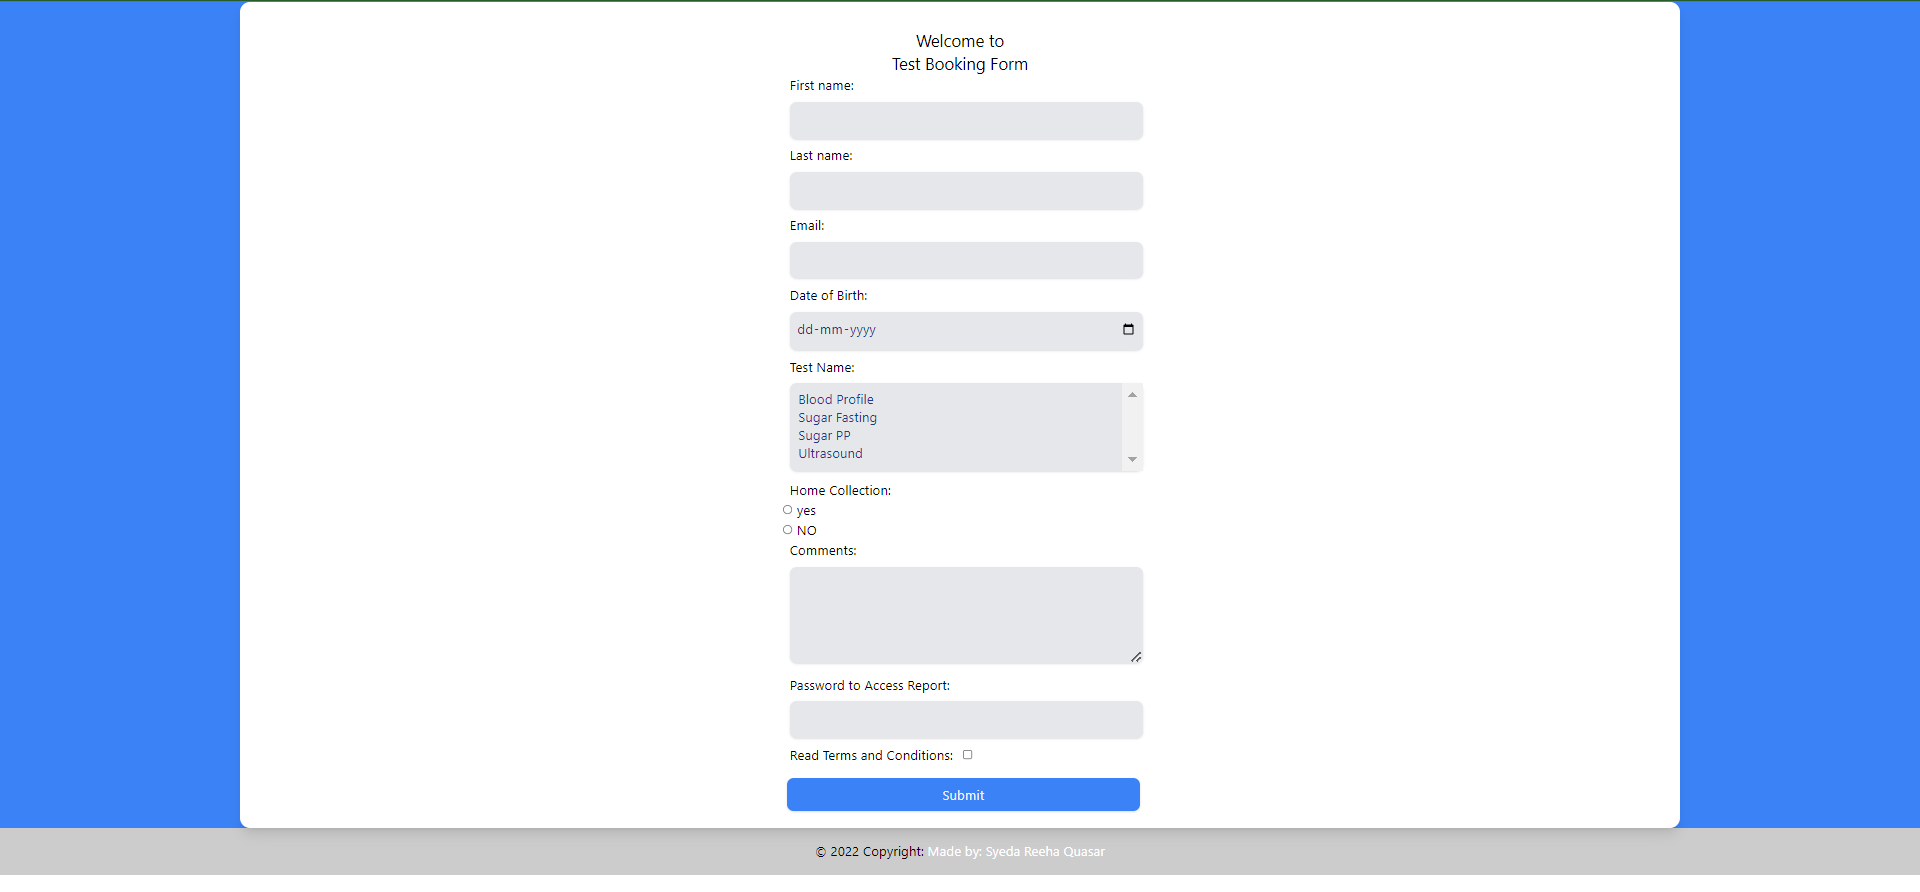 Welcome to
Test Booking Form
First name:
Last name:
Email:
Date of Birth:
dd-mm-yyyy
Test Name:
Blood Profile
Sugar Fasting
Sugar PP
Ultrasound
Home Collection:
yes
NO
Comments:
Password to Access Report:
Read Terms and Conditions:
Submit
© 2022 Copyright: Made by: Syeda Reeha Quasar